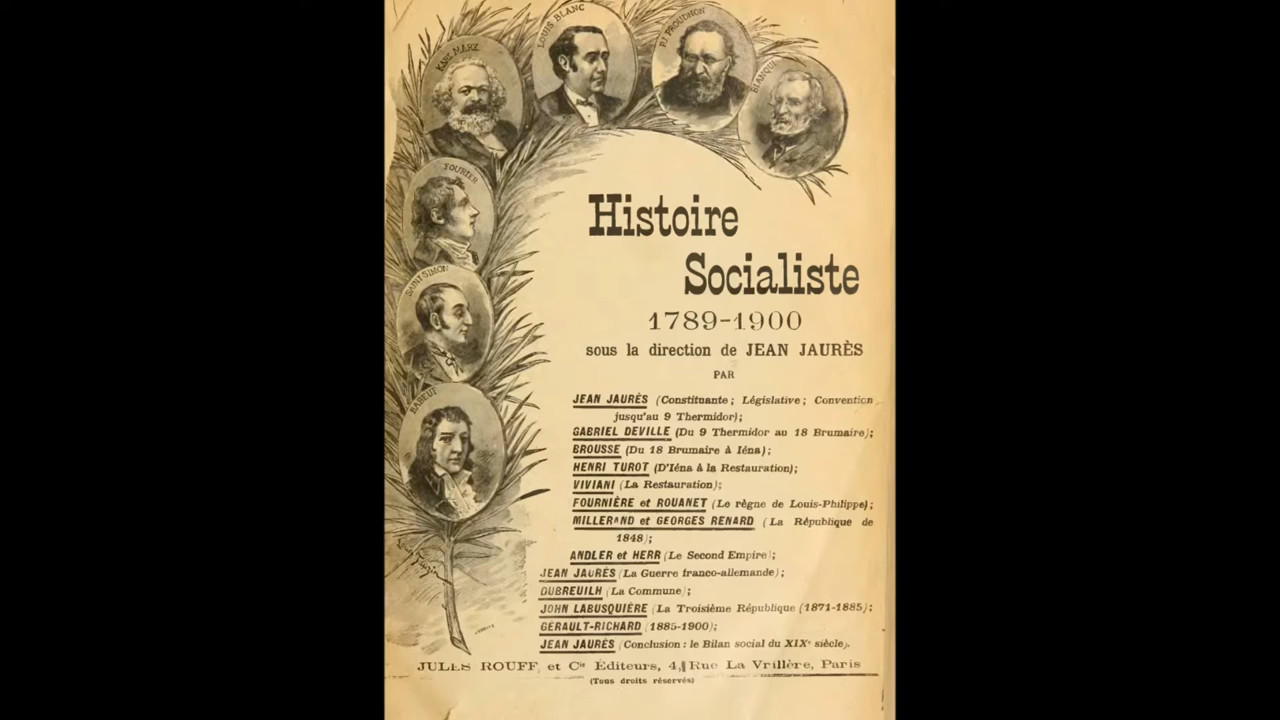 KARL MARX
LOUIS BLANC
P.J. PROUDHON
BLANQUI
FOURIER
SAINT-SIMON
BABEUF
Histoire
Socialiste
1789-1900
sous la direction de JEAN JAURÈS
PAR
JEAN JAURÈS (Constituante ; Législative ; Convention
jusqu'au 9 Thermidor) ;
GABRIEL DEVILLE (Du 9 Thermidor au 18 Brumaire) ;
BROUSSE (Du 18 Brumaire à Iéna) ;
HENRI TUROT (D'Iéna à la Restauration) ;
VIVIANI (La Restauration) ;
FOURNIÈRE et ROUANET (Le règne de Louis-Philippe) ;
MILLERAND et GEORGES RENARD (La République de
1848) ;
ANDLER et HERR (Le Second Empire) ;
JEAN JAURÈS (La Guerre franco-allemande) ;
DUBREUILH (La Commune) ;
JOHN LABUSQUIÈRE (La Troisième République (1871-1885) ;
GÉRAULT-RICHARD (1885-1900) ;
JEAN JAURÈS (Conclusion : le Bilan social du XIXe siècle).
JULES ROUFF et Cie Éditeurs, 4, Rue La Vrillère, Paris
(Tous droits réservés)